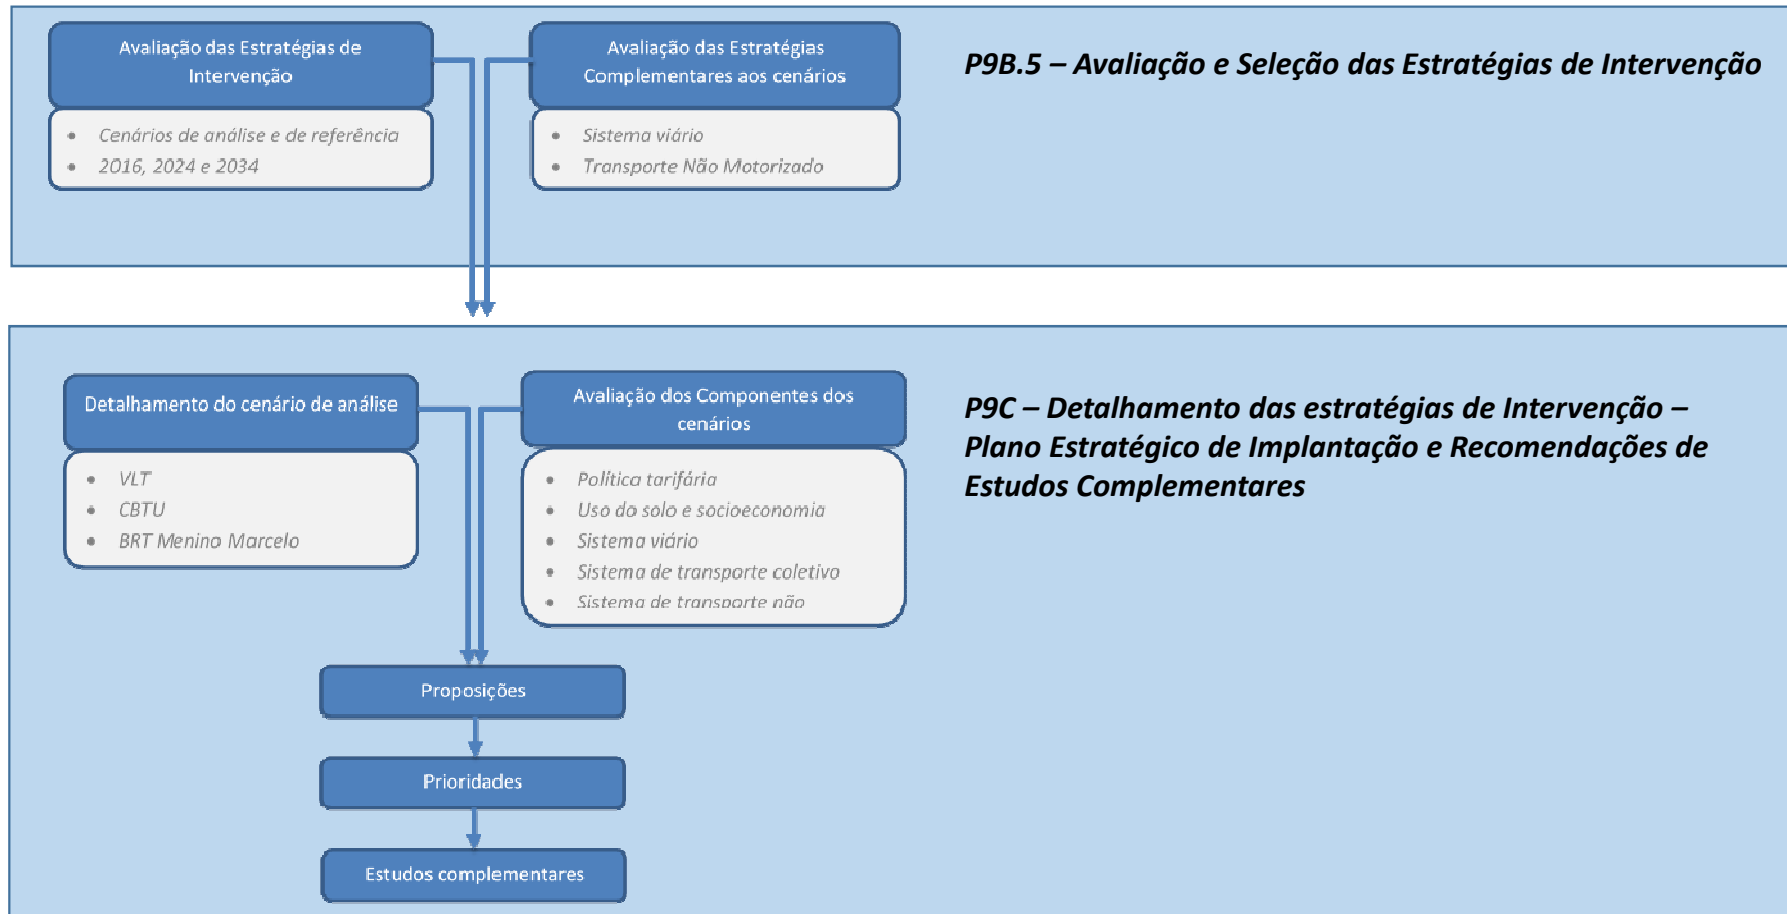 Avaliação das Estratégias de
Intervenção
• Cenários de análise e de referência
• 2016, 2024 e 2034
Avaliação das Estratégias
Complementares aos cenários
• Sistema viário
• Transporte Não Motorizado
P9B.5 – Avaliação e Seleção das Estratégias de Intervenção
Detalhamento do cenário de análise
• VLT
• CBTU
• BRT Menino Marcelo
Avaliação dos Componentes dos
cenários
• Política tarifária
• Uso do solo e socioeconomia
• Sistema viário
• Sistema de transporte coletivo
• Sistema de transporte não
P9C – Detalhamento das estratégias de Intervenção –
Plano Estratégico de Implantação e Recomendações de
Estudos Complementares
Proposições
Prioridades
Estudos complementares